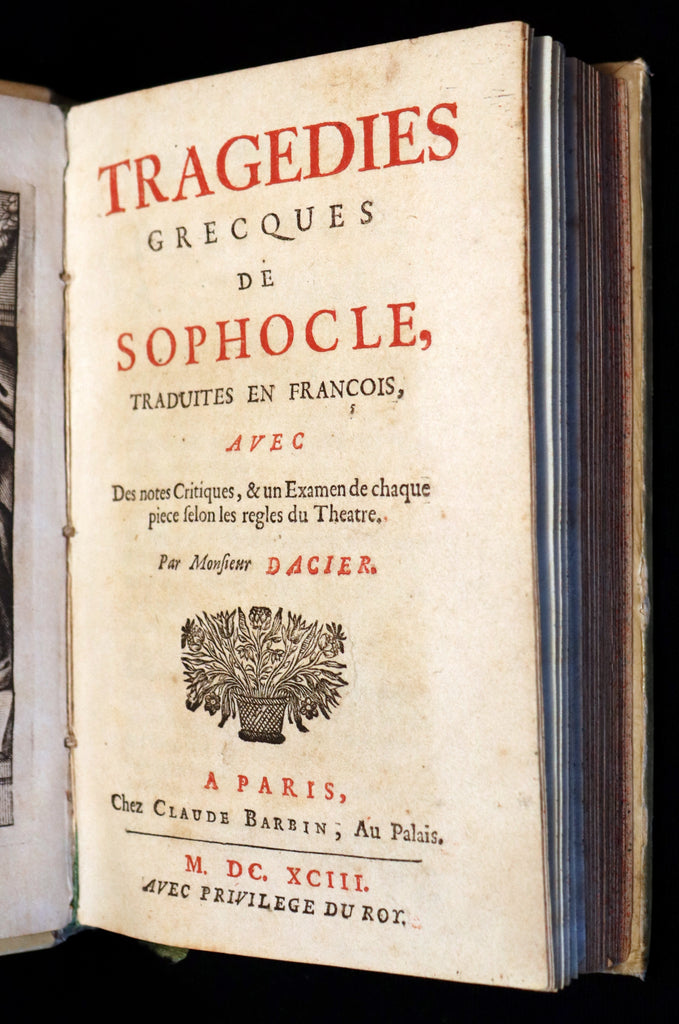 TRAGEDIES
GRECQUES
DE
SOPHOCLE,
TRADUITES EN FRANÇOIS,
AVEC
Des notes Critiques, & un Examen de chaque
piece ſelon les regles du Theatre.
Par Monſieur DACIER.
A PARIS,
Chez CLAUDE BARBIN, Au Palais.
M. DC. XCIII.
AVEC PRIVILEGE DU ROY.